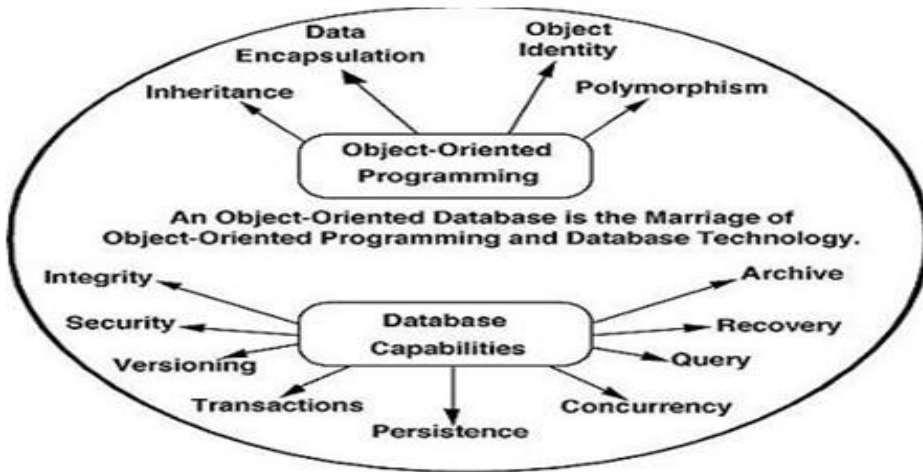 Data
Encapsulation
Object
Identity
Inheritance
Polymorphism
Object-Oriented
Programming
An Object-Oriented Database is the Marriage of
Object-Oriented Programming and Database Technology.
Integrity
Archive
Security
Database
Capabilities
Recovery
Versioning
Query
Transactions
Concurrency
Persistence